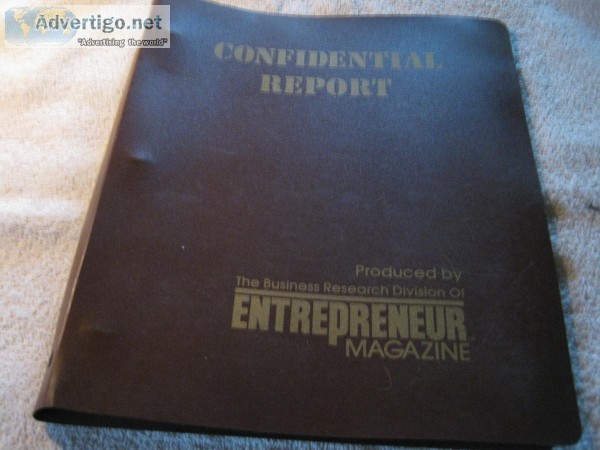 Advertigo.net
"Advertising the world"
CONFIDENTIAL
REPORT
Produced by
The Business Research Division Of
ENTREPRENEUR
MAGAZINE